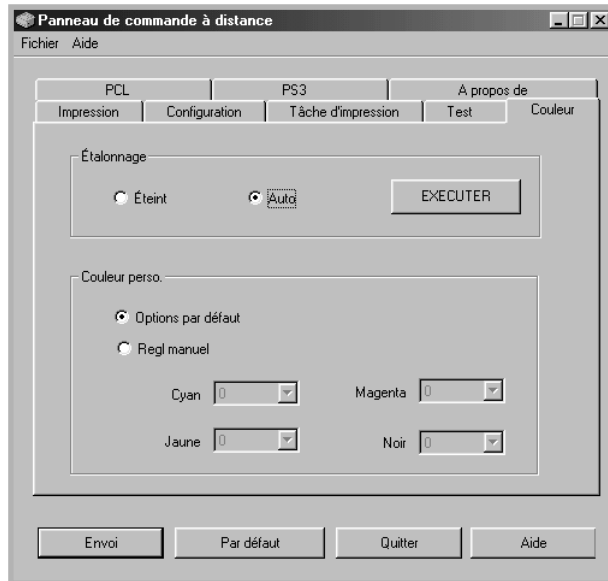 Panneau de commande à distance
Fichier Aide
PCL PS3 A propos de
Impression Configuration Tâche d'impression Test Couleur
Étalonnage
Éteint Auto EXECUTER
Couleur perso.
Options par défaut
Regl manuel
Cyan 0 Magenta 0
Jaune 0 Noir 0
Envoi Par défaut Quitter Aide